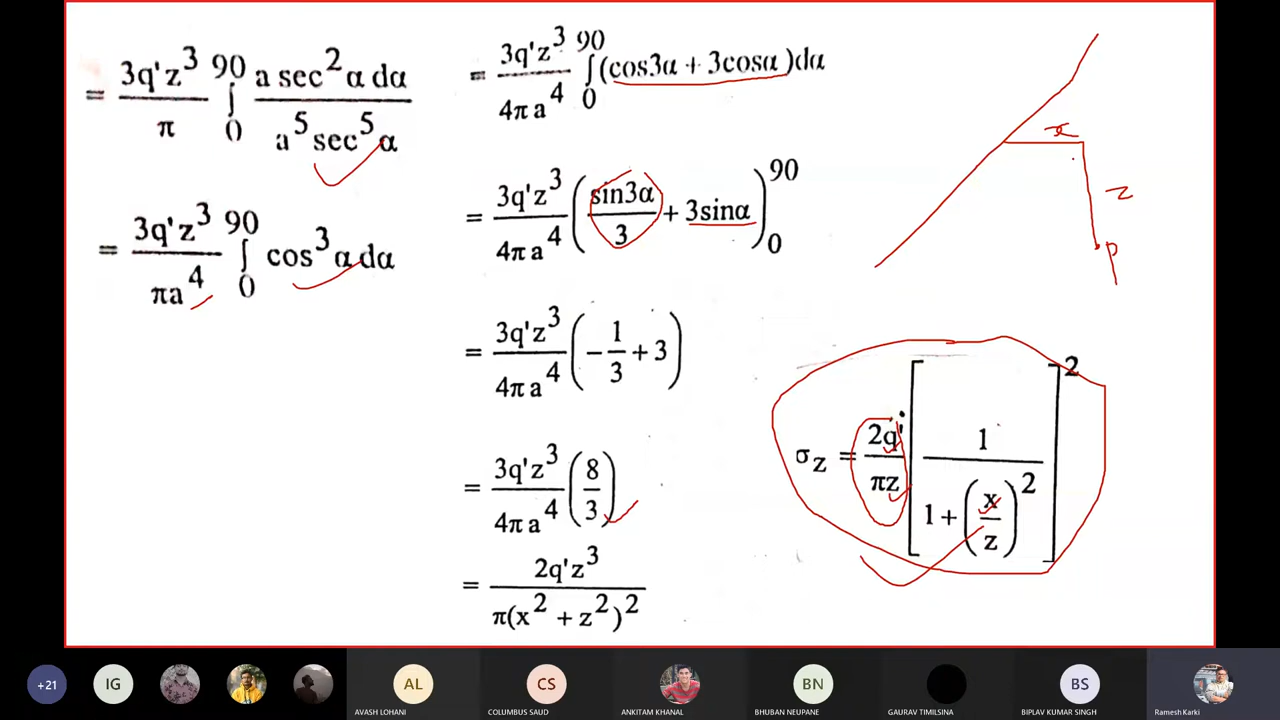 = 3q'z³/π ∫₀⁹⁰ a sec²α dα / a⁵ sec⁵α
= 3q'z³/πa⁴ ∫₀⁹⁰ cos³α dα
= 3q'z³/4πa⁴ ∫₀⁹⁰ (cos3α + 3cosα)dα
= 3q'z³/4πa⁴ (sin3α/3 + 3sinα)₀⁹⁰
= 3q'z³/4πa⁴ (−1/3 + 3)
= 3q'z³/4πa⁴ (8/3)
= 2q'z³/π(x² + z²)²
x
z
P
σz = 2q'/πz [1/1+(x/z)²]²
+21
IG
AL
CS
BN
BS
AVASH LOHANI
COLUMBUS SAUD
ANKITAM KHANAL
BHUBAN NEUPANE
GAURAV TIMILSINA
BIPLAV KUMAR SINGH
Ramesh Karki